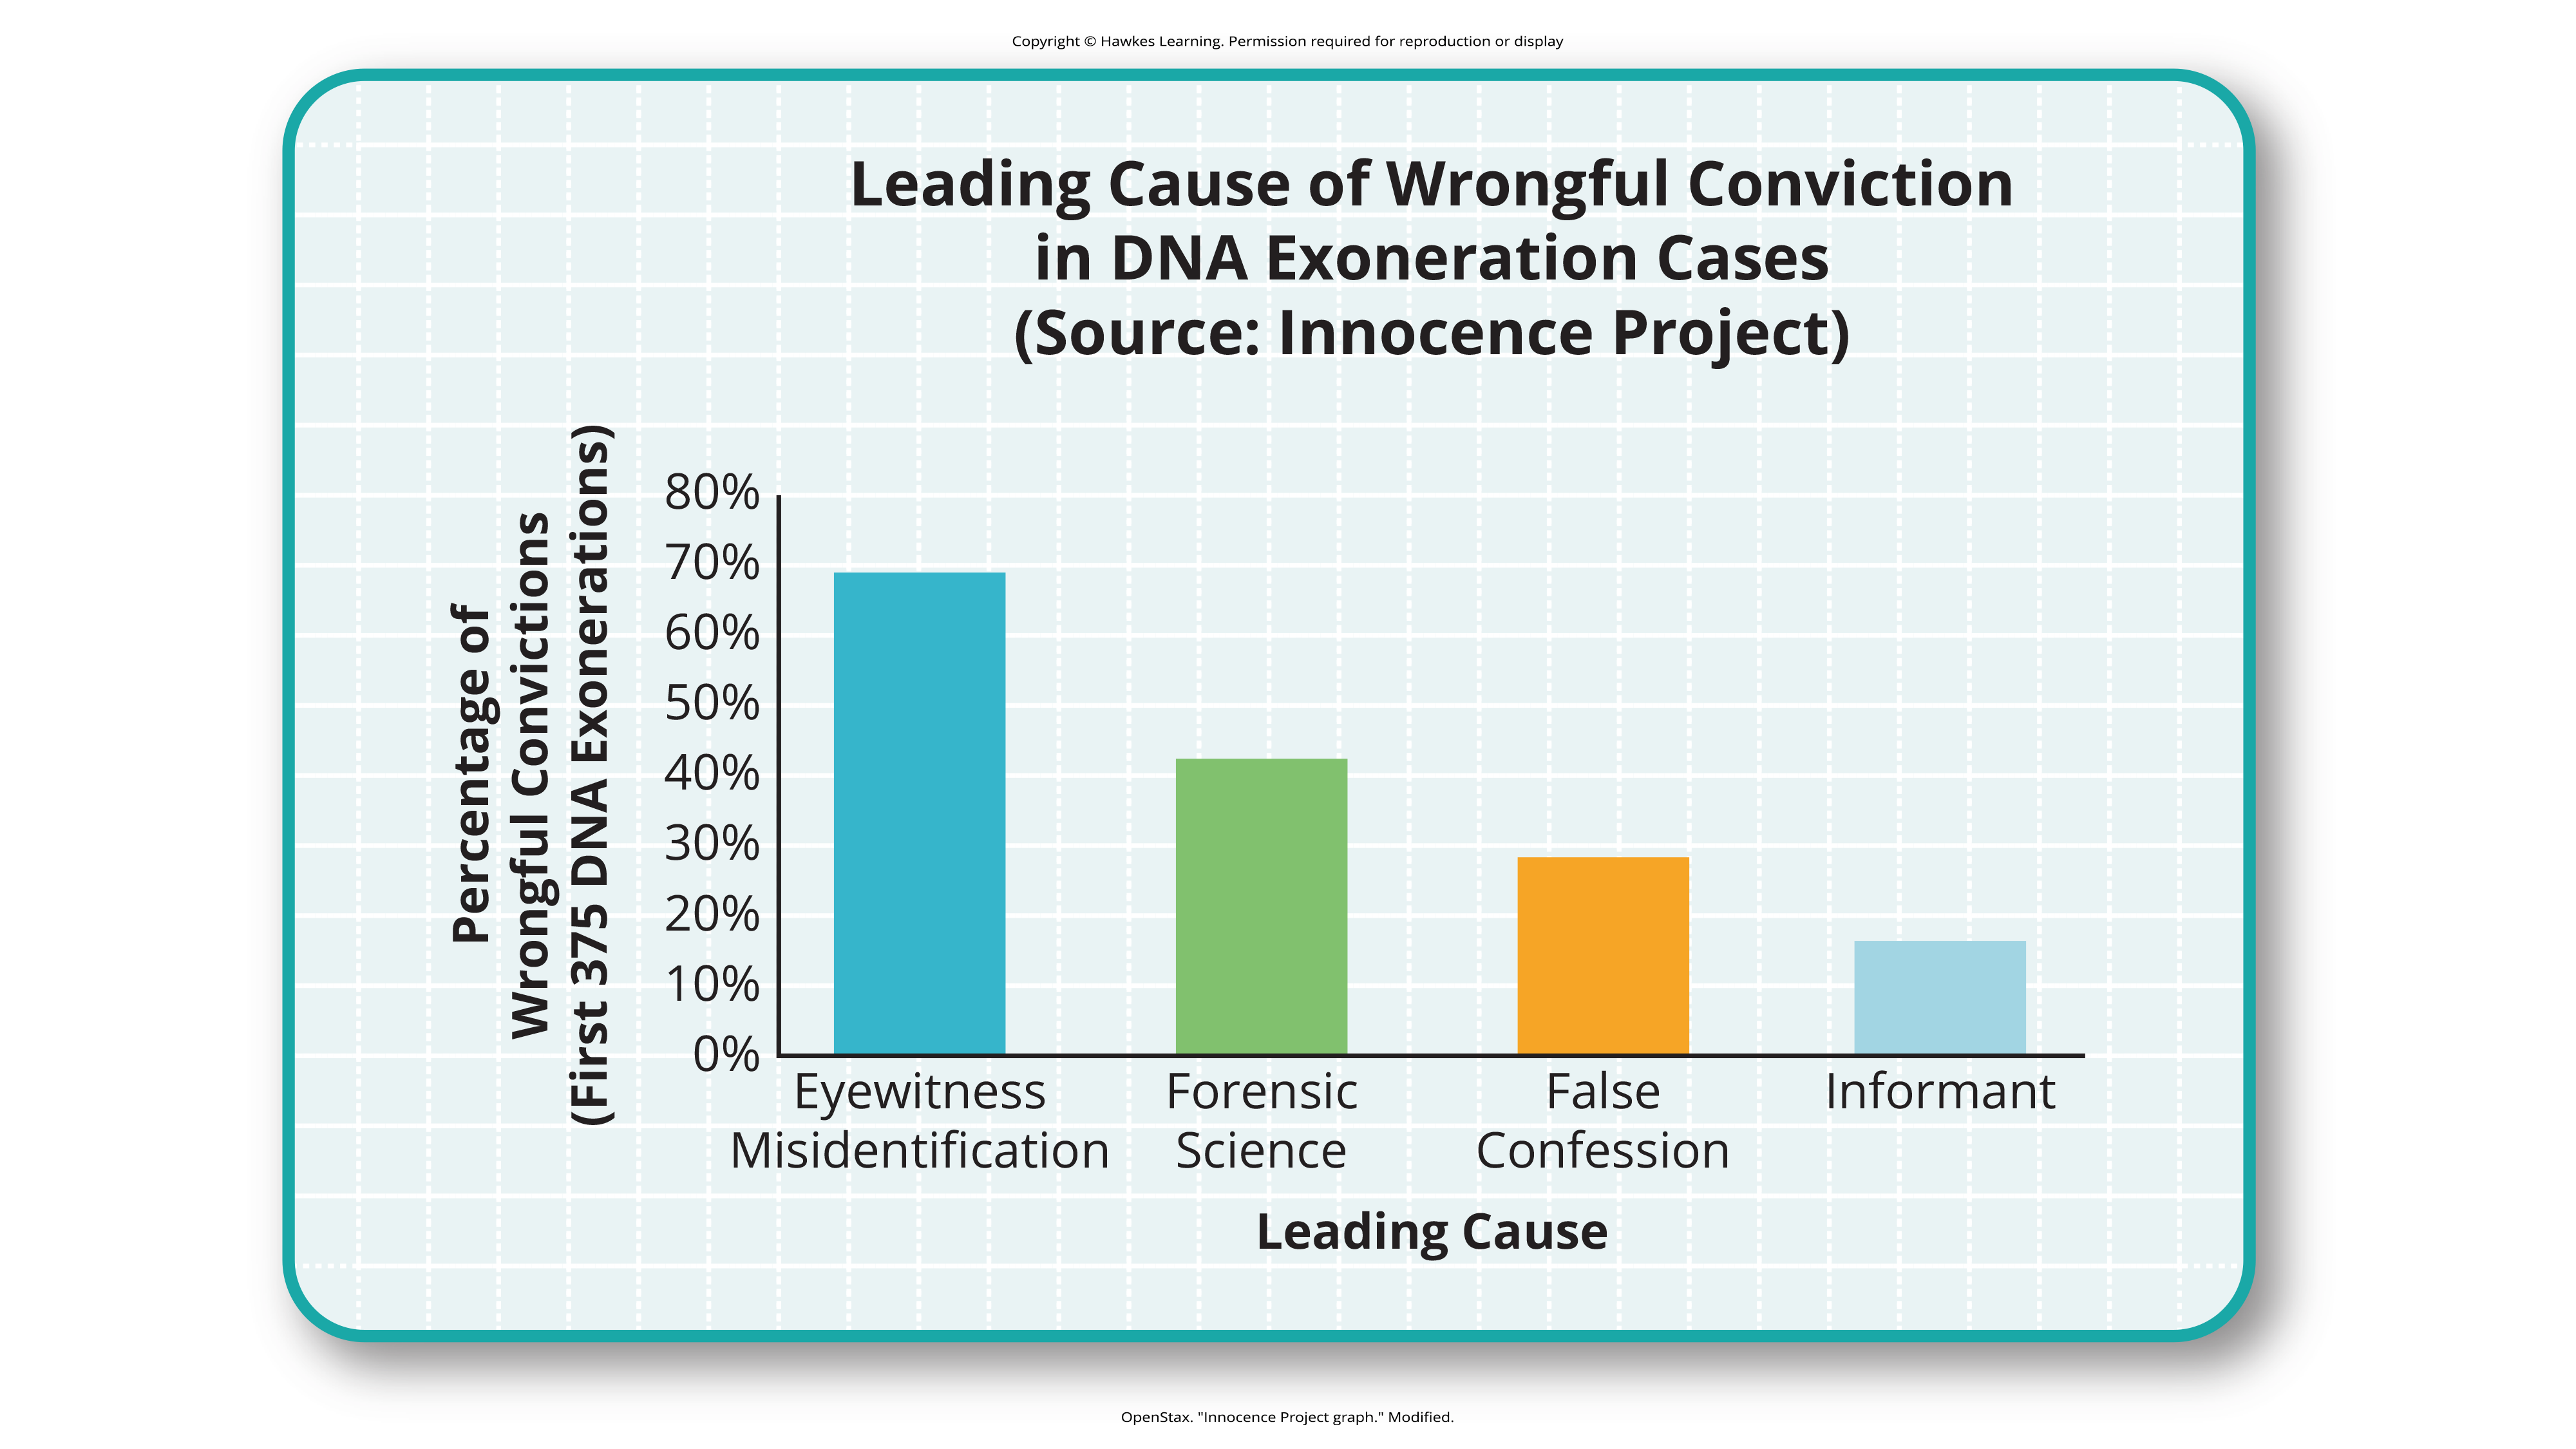 Copyright © Hawkes Learning. Permission required for reproduction or display
Leading Cause of Wrongful Conviction
in DNA Exoneration Cases
(Source: Innocence Project)
Percentage of
Wrongful Convictions
(First 375 DNA Exonerations)
80%
70%
60%
50%
40%
30%
20%
10%
0%
Eyewitness
Misidentification
Forensic
Science
False
Confession
Informant
Leading Cause
OpenStax. "Innocence Project graph." Modified.